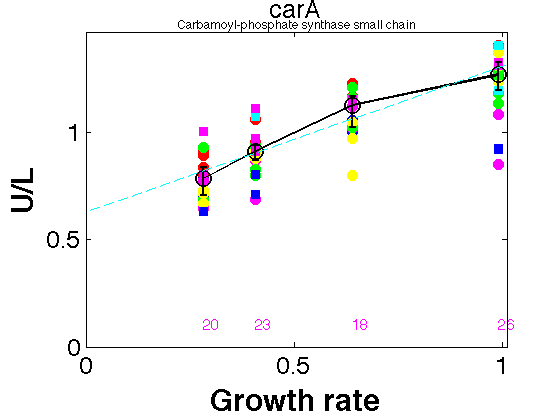 carA
Carbamoyl-phosphate synthase small chain
U/L
1
0.5
0
20 23 18 26
0 0.5 1
Growth rate